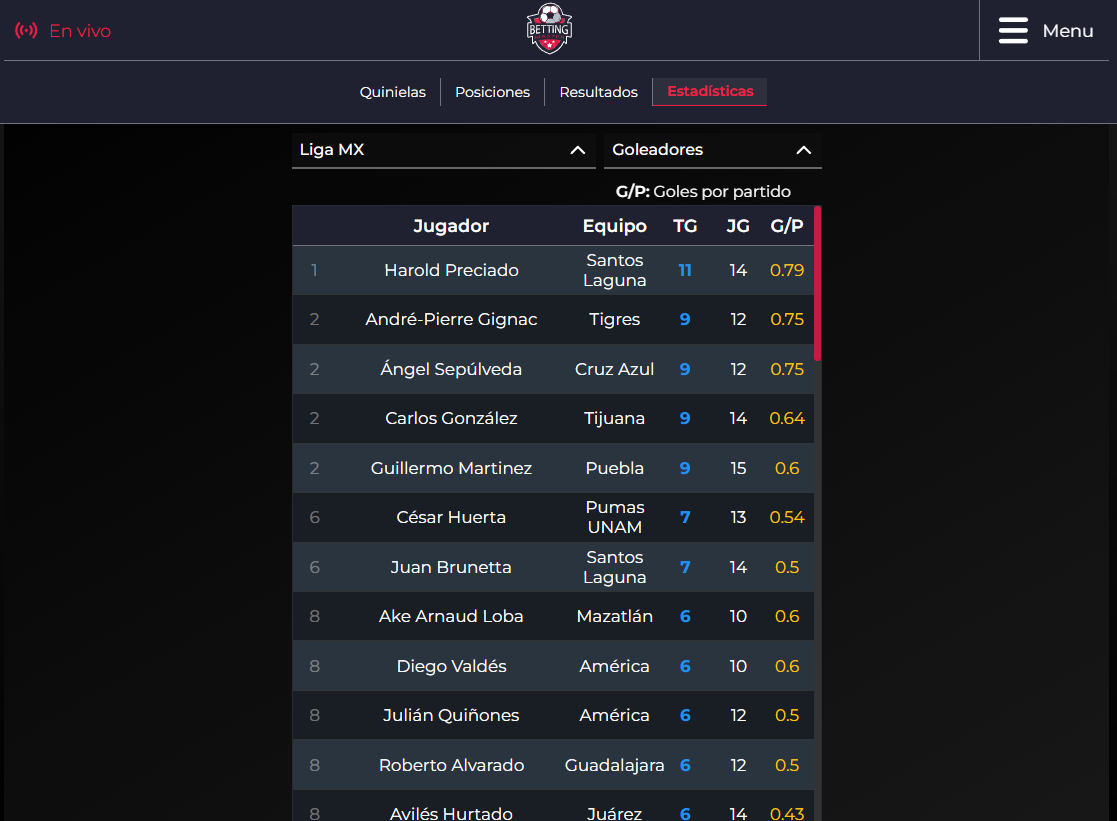 En vivo
BETTING
Menu
Quinielas
Posiciones
Resultados
Estadísticas
Liga MX
Goleadores
G/P: Goles por partido
Jugador Equipo TG JG G/P
1 Harold Preciado Santos Laguna 11 14 0.79
2 André-Pierre Gignac Tigres 9 12 0.75
2 Ángel Sepúlveda Cruz Azul 9 12 0.75
2 Carlos González Tijuana 9 14 0.64
2 Guillermo Martinez Puebla 9 15 0.6
6 César Huerta Pumas UNAM 7 13 0.54
6 Juan Brunetta Santos Laguna 7 14 0.5
8 Ake Arnaud Loba Mazatlán 6 10 0.6
8 Diego Valdés América 6 10 0.6
8 Julián Quiñones América 6 12 0.5
8 Roberto Alvarado Guadalajara 6 12 0.5
8 Avilés Hurtado Juárez 6 14 0.43